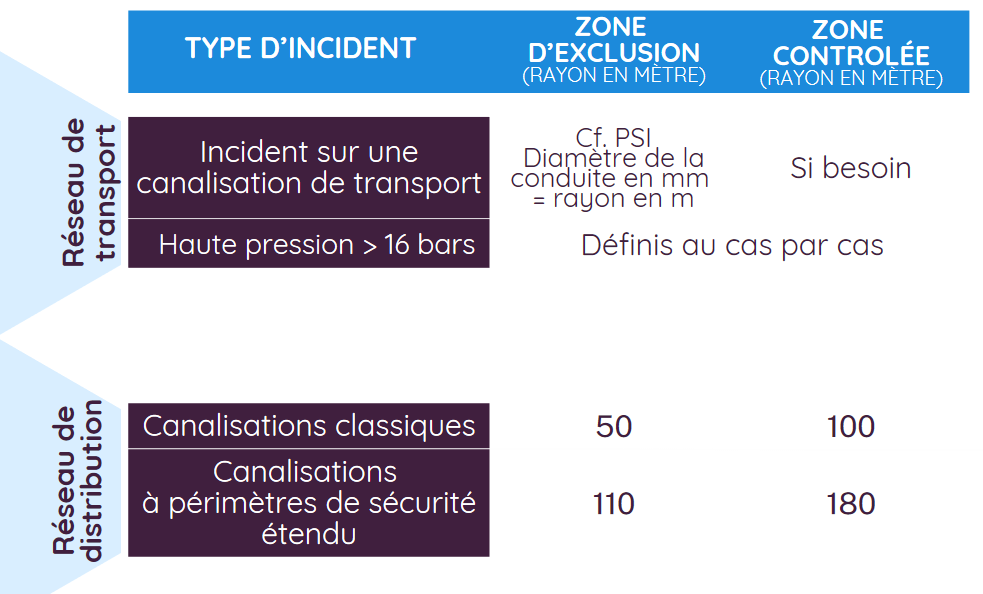 TYPE D'INCIDENT
ZONE
D'EXCLUSION
(RAYON EN MÈTRE)
ZONE
CONTROLÉE
(RAYON EN MÈTRE)
Réseau de
transport
Incident sur une
canalisation de transport
Cf. PSI
Diamètre de la
conduite en mm
= rayon en m
Si besoin
Haute pression > 16 bars
Définis au cas par cas
Réseau de
distribution
Canalisations classiques
50
100
Canalisations
à périmètres de sécurité
étendu
110
180